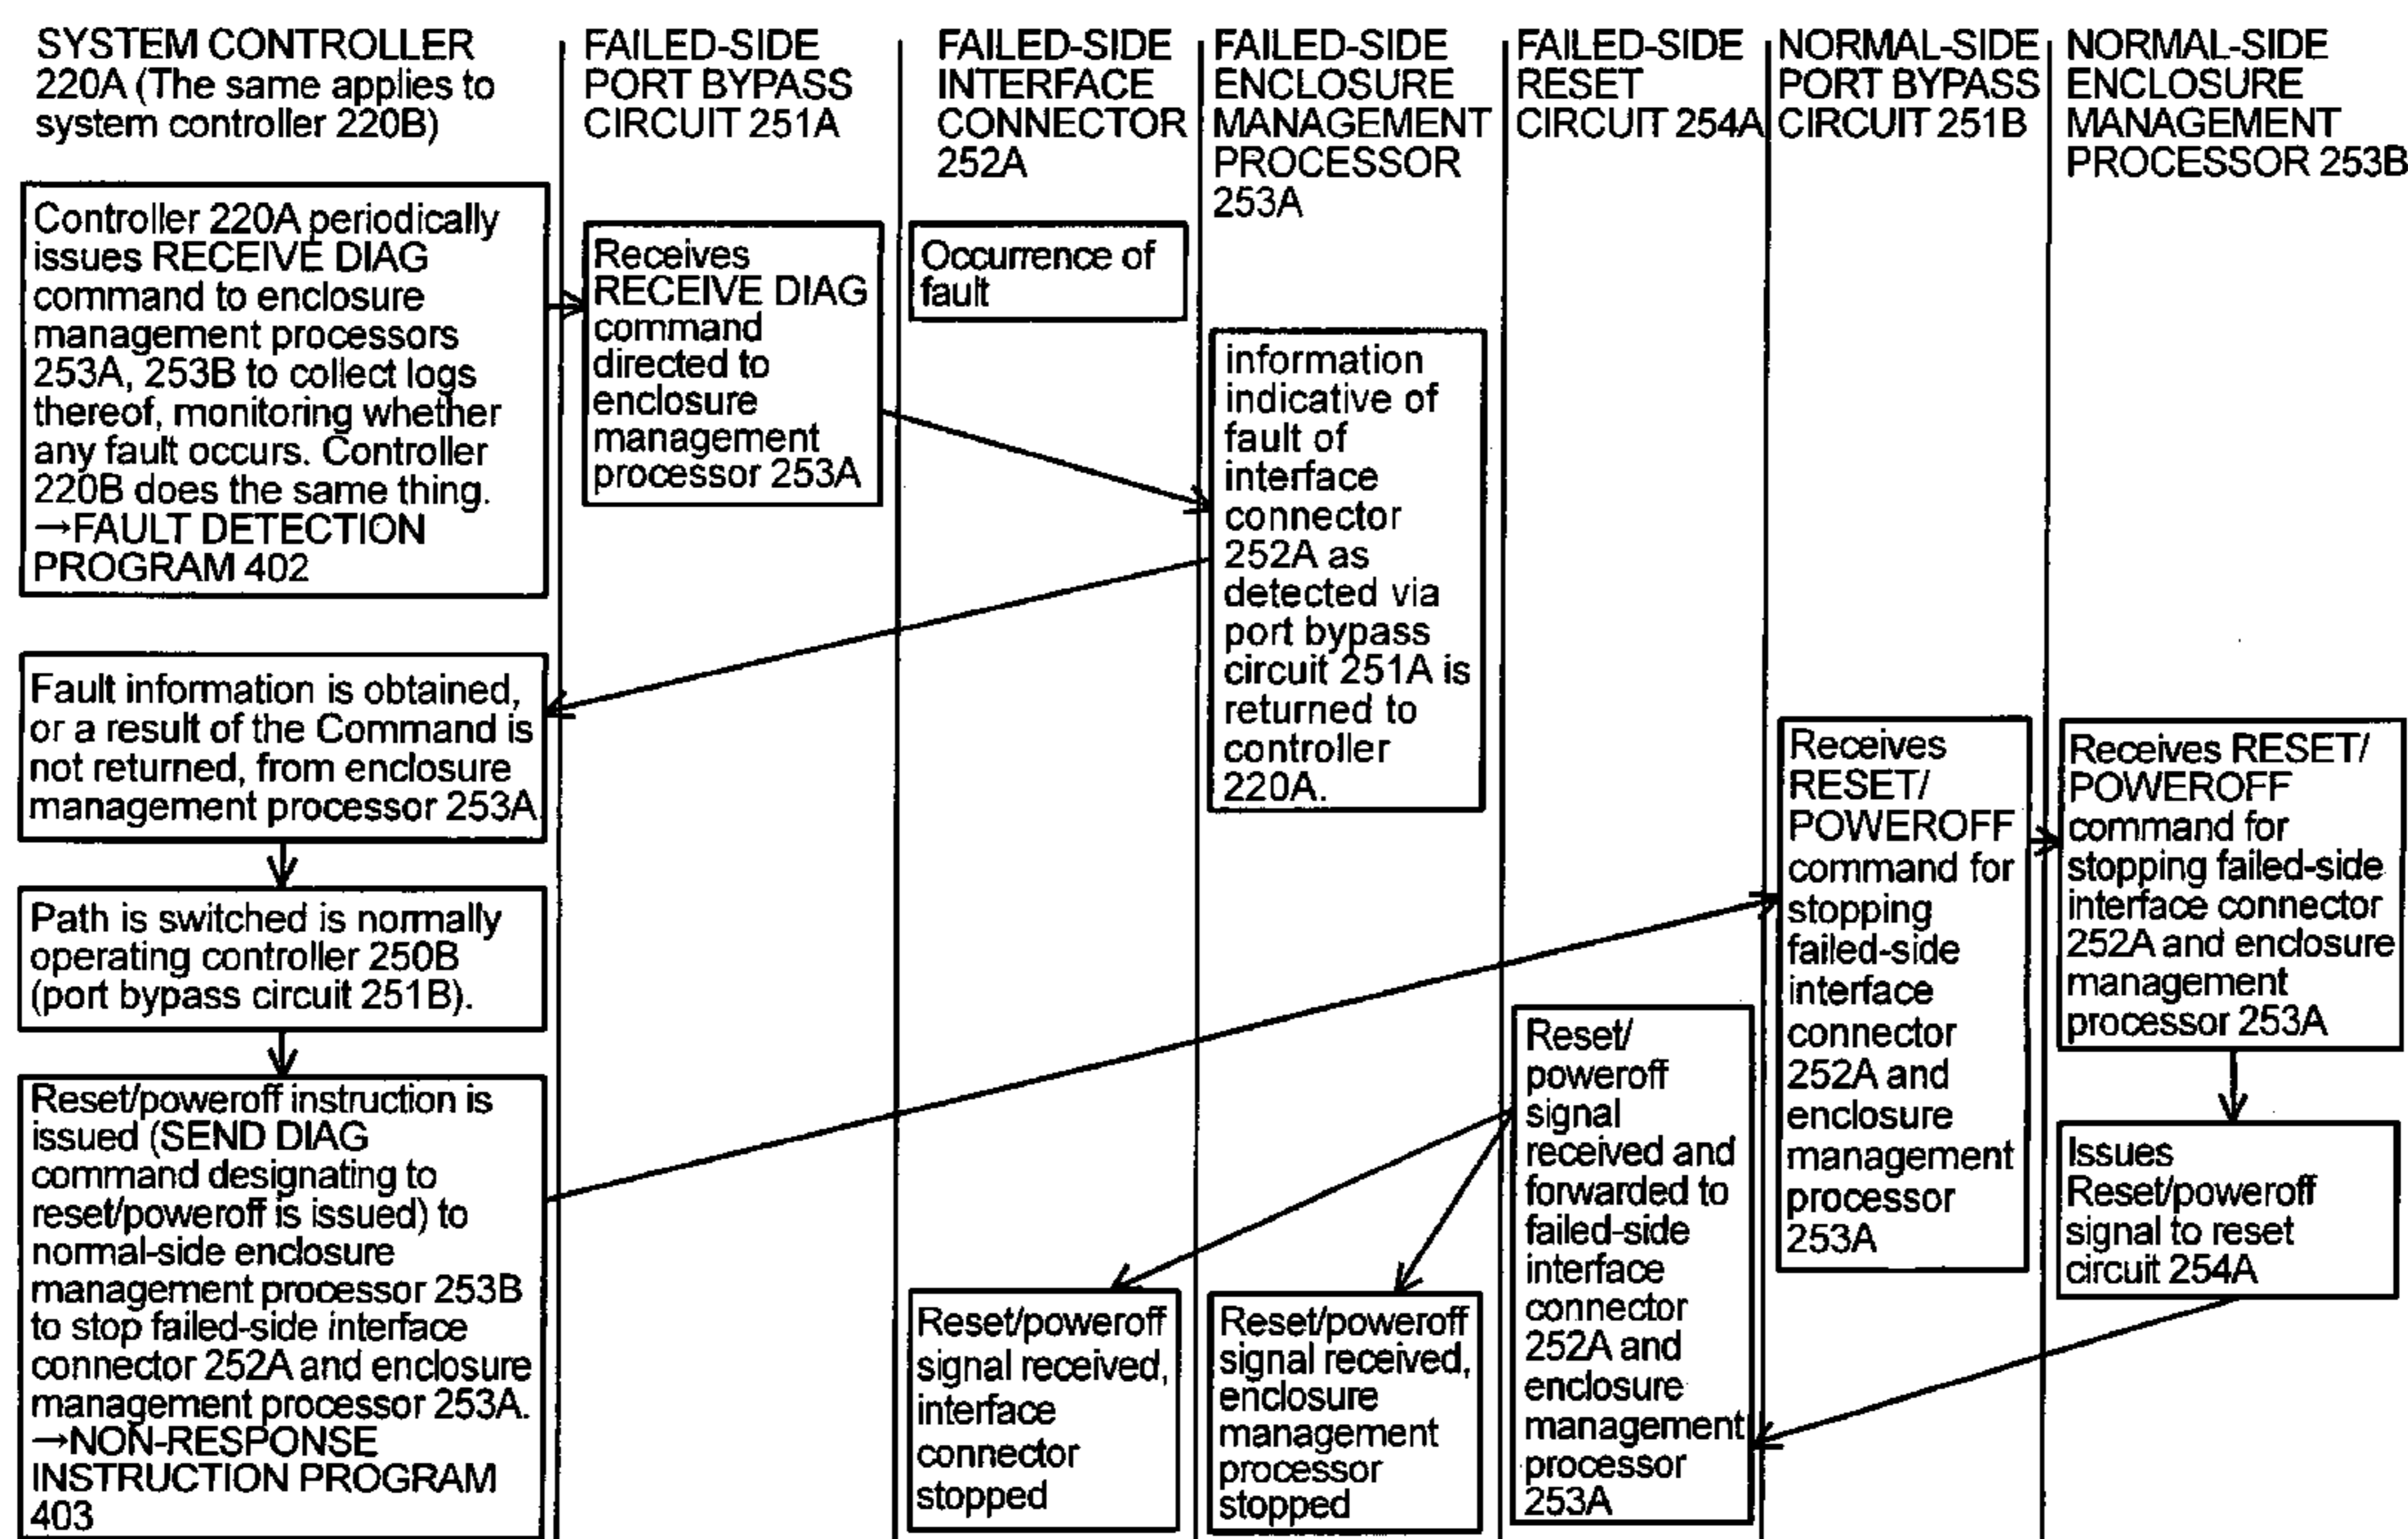 SYSTEM CONTROLLER
220A (The same applies to
system controller 220B)
FAILED-SIDE
PORT BYPASS
CIRCUIT 251A
FAILED-SIDE
INTERFACE
CONNECTOR
252A
FAILED-SIDE
ENCLOSURE
MANAGEMENT
PROCESSOR
253A
FAILED-SIDE
RESET
CIRCUIT 254A
NORMAL-SIDE
PORT BYPASS
CIRCUIT 251B
NORMAL-SIDE
ENCLOSURE
MANAGEMENT
PROCESSOR 253B
Controller 220A periodically
issues RECEIVE DIAG
command to enclosure
management processors
253A, 253B to collect logs
thereof, monitoring whether
any fault occurs. Controller
220B does the same thing.
→FAULT DETECTION
PROGRAM 402
Receives
RECEIVE DIAG
command
directed to
enclosure
management
processor 253A
Occurrence of
fault
information
indicative of
fault of
interface
connector
252A as
detected via
port bypass
circuit 251A is
returned to
controller
220A.
Fault information is obtained,
or a result of the Command is
not returned, from enclosure
management processor 253A
Path is switched is normally
operating controller 250B
(port bypass circuit 251B).
Reset/poweroff instruction is
issued (SEND DIAG
command designating to
reset/poweroff is issued) to
normal-side enclosure
management processor 253B
to stop failed-side interface
connector 252A and enclosure
management processor 253A.
→NON-RESPONSE
INSTRUCTION PROGRAM
403
Receives
RESET/
POWEROFF
command for
stopping
failed-side
interface
connector
252A and
enclosure
management
processor
253A
Receives RESET/
POWEROFF
command for
stopping failed-side
interface connector
252A and enclosure
management
processor 253A
Issues
Reset/poweroff
signal to reset
circuit 254A
Reset/
poweroff
signal
received and
forwarded to
failed-side
interface
connector
252A and
enclosure
management
processor
253A
Reset/poweroff
signal received,
interface
connector
stopped
Reset/poweroff
signal received,
enclosure
management
processor
stopped